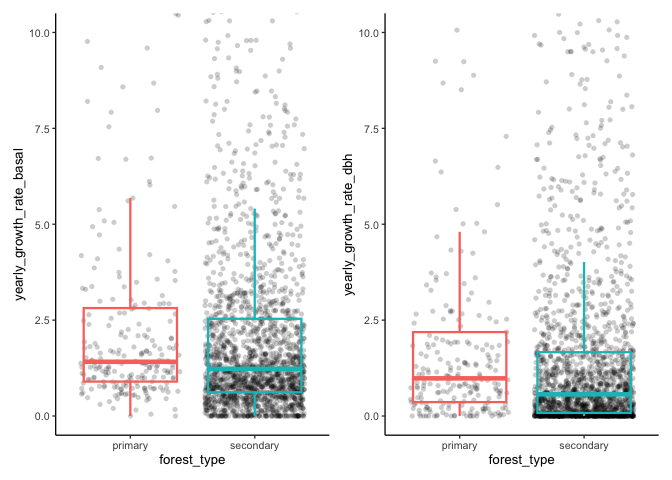 yearly_growth_rate_basal
10.0
7.5
5.0
2.5
0.0
primary secondary
forest_type
yearly_growth_rate_dbh
10.0
7.5
5.0
2.5
0.0
primary secondary
forest_type